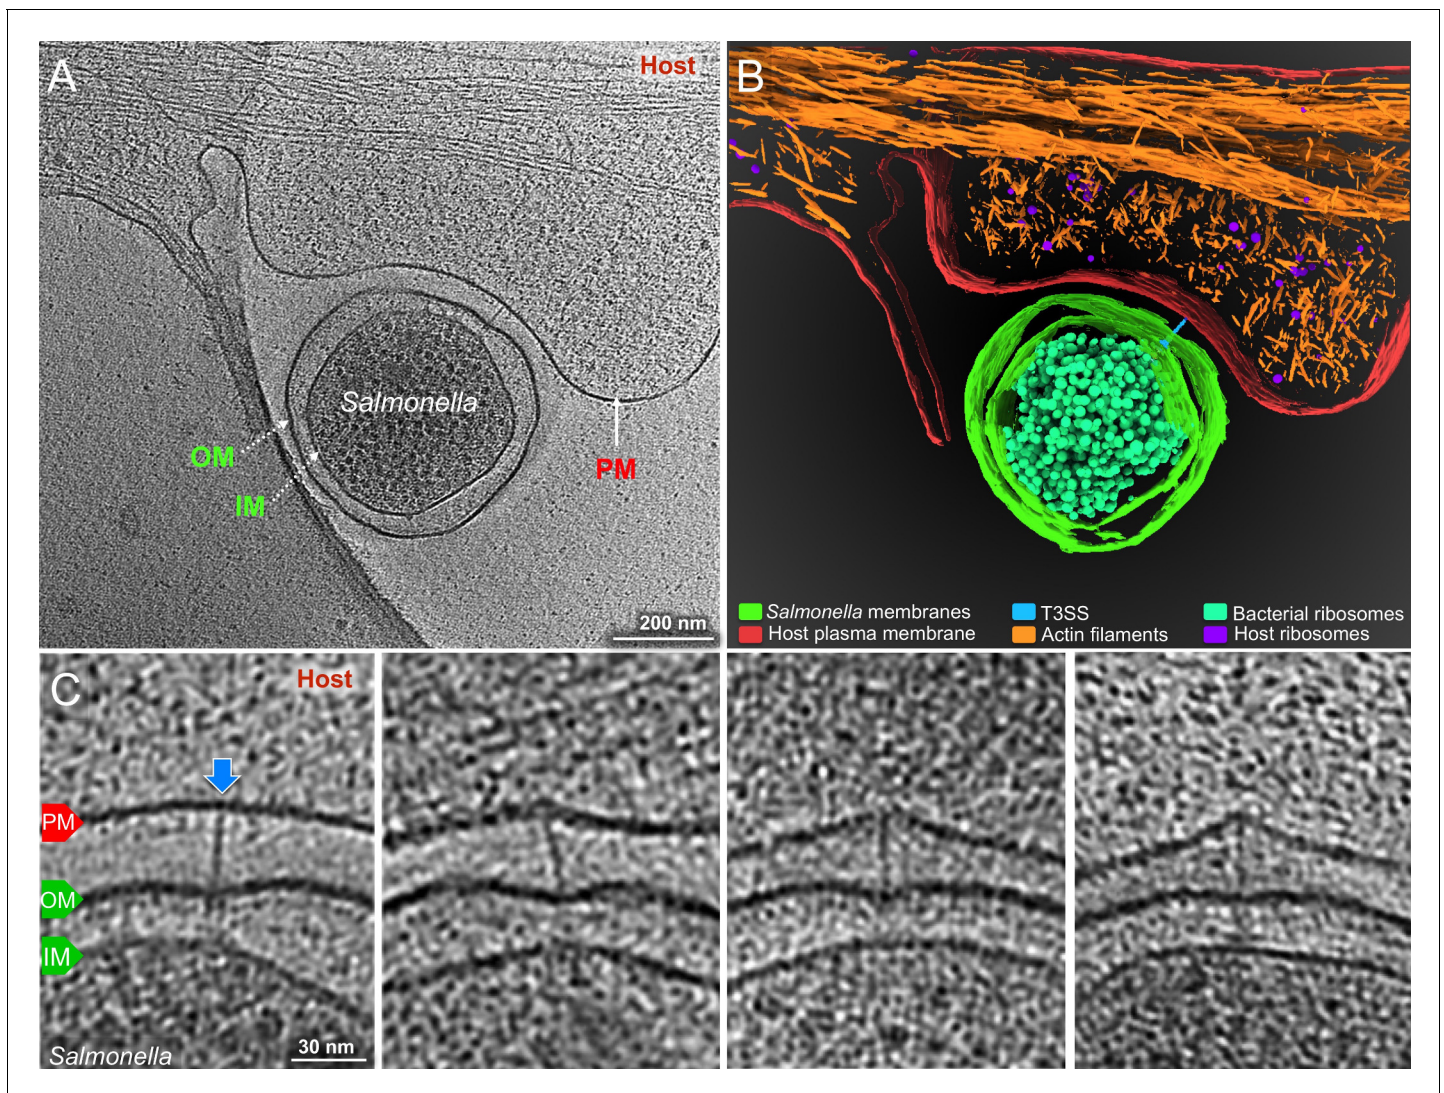 A
Host
Salmonella
OM
IM
PM
200 nm
B
Salmonella membranes
T3SS
Bacterial ribosomes
Host plasma membrane
Actin filaments
Host ribosomes
C
Host
PM
OM
IM
Salmonella
30 nm